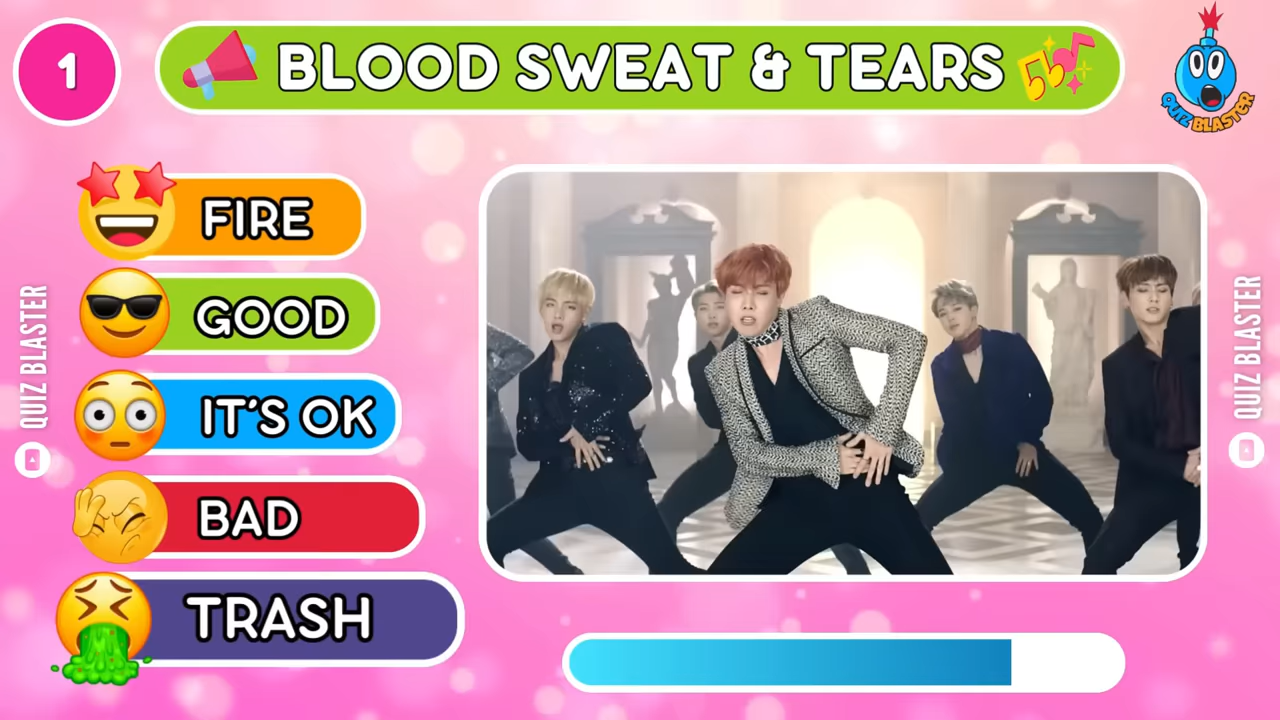 1
BLOOD SWEAT & TEARS
QUIZ BLASTER
FIRE
GOOD
IT'S OK
BAD
TRASH
QUIZ BLASTER
QUIZ BLASTER